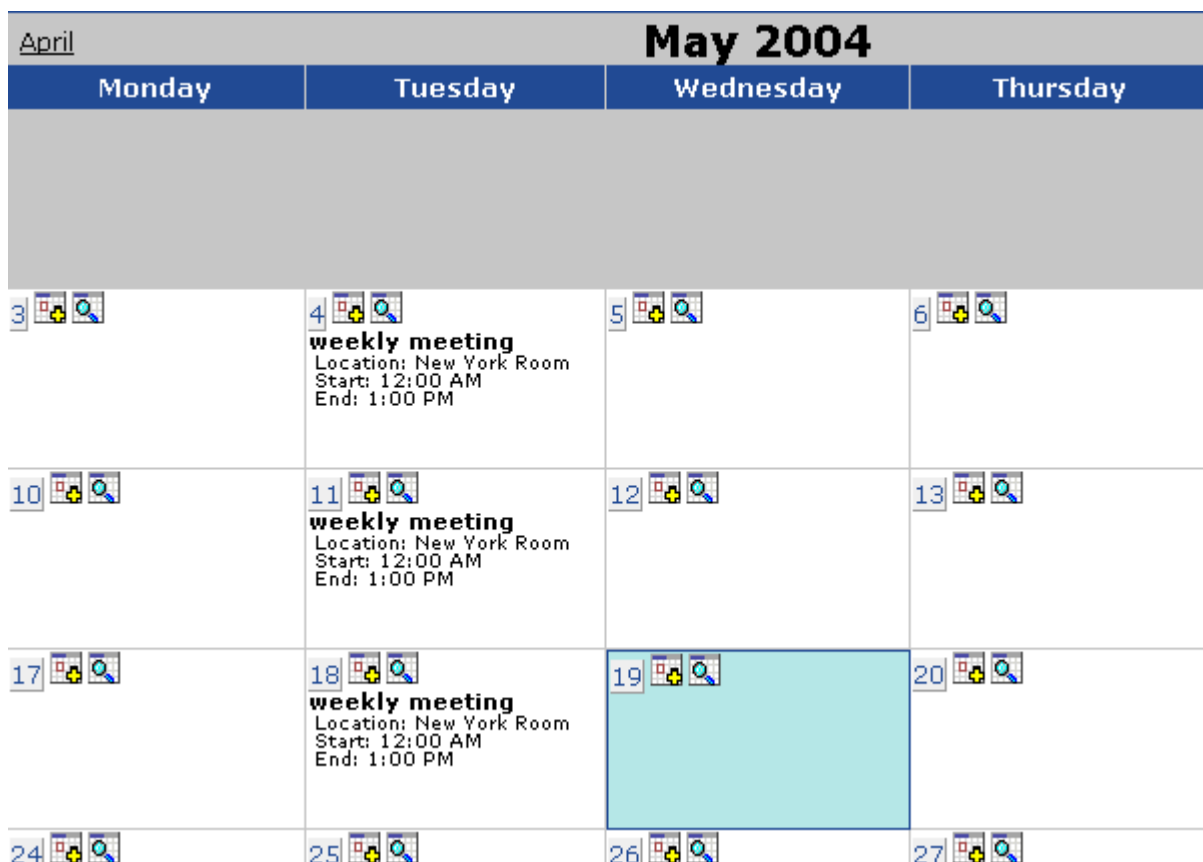 April
May 2004
Monday Tuesday Wednesday Thursday
3 4 5 6
weekly meeting
Location: New York Room
Start: 12:00 AM
End: 1:00 PM
10 11 12 13
weekly meeting
Location: New York Room
Start: 12:00 AM
End: 1:00 PM
17 18 19 20
weekly meeting
Location: New York Room
Start: 12:00 AM
End: 1:00 PM
24 25 26 27